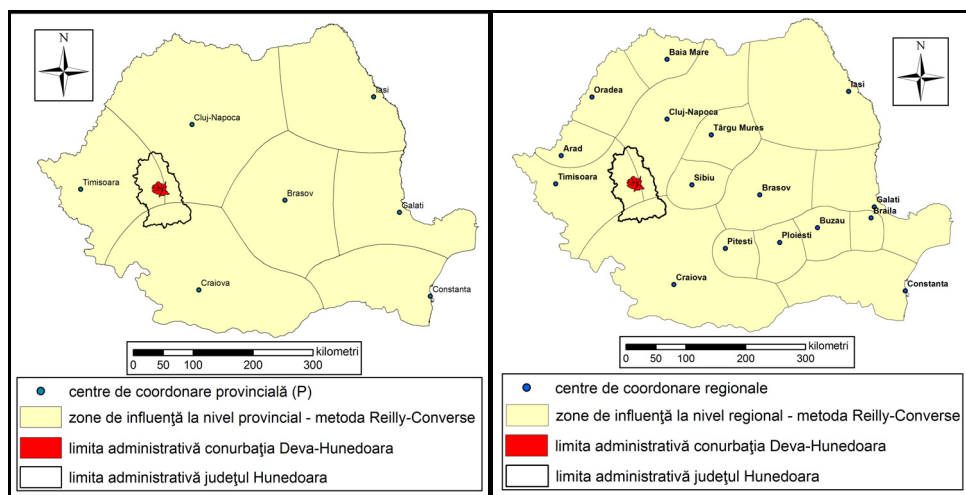 N
Iasi
Cluj-Napoca
Timisoara
Brasov
Galati
Craiova
Constanta
kilometri
0 50 100 200 300
centre de coordonare provincială (P)
zone de influenţă la nivel provincial - metoda Reilly-Converse
limita administrativă conurbaţia Deva-Hunedoara
limita administrativă judeţul Hunedoara
N
Baia Mare
Iasi
Oradea
Cluj-Napoca
Târgu Mures
Arad
Timisoara
Sibiu
Brasov
Galati
Braila
Buzau
Ploiesti
Pitesti
Craiova
Constanta
kilometri
0 50 100 200 300
centre de coordonare regionale
zone de influenţă la nivel regional - metoda Reilly-Converse
limita administrativă conurbaţia Deva-Hunedoara
limita administrativă judeţul Hunedoara